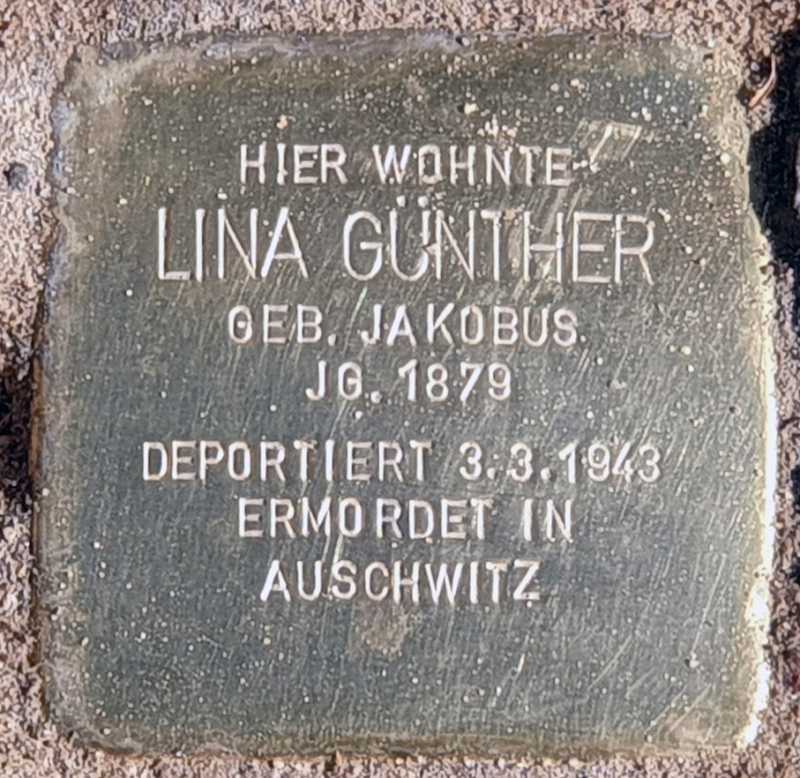 HIER WOHNTE
LINA GÜNTHER
GEB. JAKOBUS
JG. 1879
DEPORTIERT 3.3.1943
ERMORDET IN
AUSCHWITZ